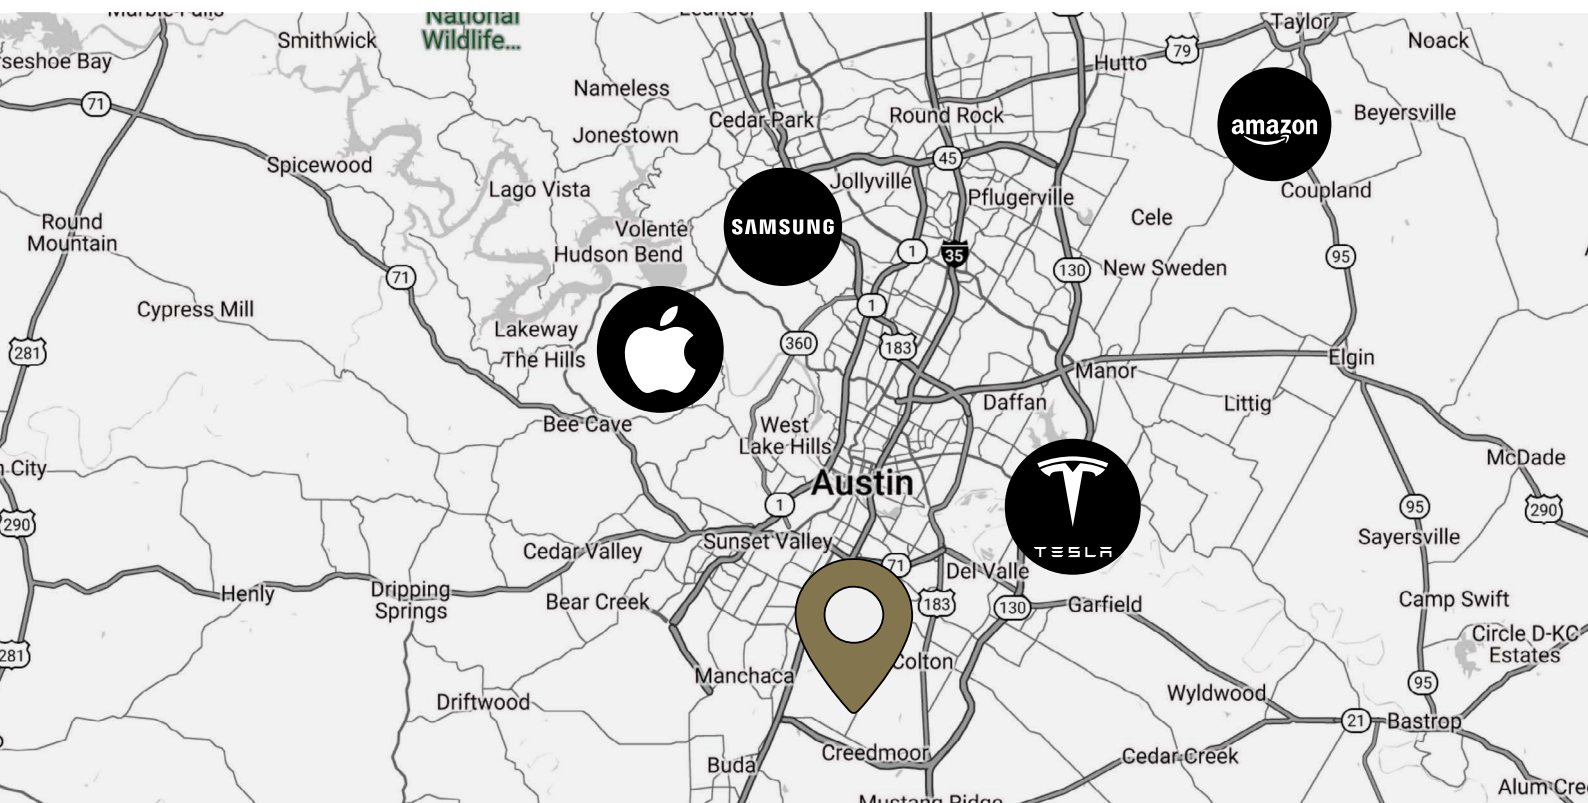 Marble Falls
National
Wildlife...
Leander
Taylor
Smithwick
Noack
79
Hutto
Nameless
71
Cedar Park
Round Rock
amazon
Beyersville
Jonestown
Spicewood
45
Jollyville
Lago Vista
Pflugerville
Coupland
Round
Mountain
Volente
SAMSUNG
Cele
Hudson Bend
1
35
95
71
130
New Sweden
Cypress Mill
1
Lakeway
360
183
281
The Hills
Elgin
Manor
Daffan
Littig
Bee Cave
West
Lake Hills
McDade
City
Austin
TESLA
1
95
290
290
Sayersville
Sunset Valley
Cedar Valley
71
Del Valle
Henly
Dripping
Springs
Bear Creek
183
130
Garfield
Camp Swift
Circle D-KC
Estates
281
Colton
Manchaca
Driftwood
Wyldwood
95
21
Bastrop
Creedmoor
Buda
Cedar Creek
Mustang Ridge